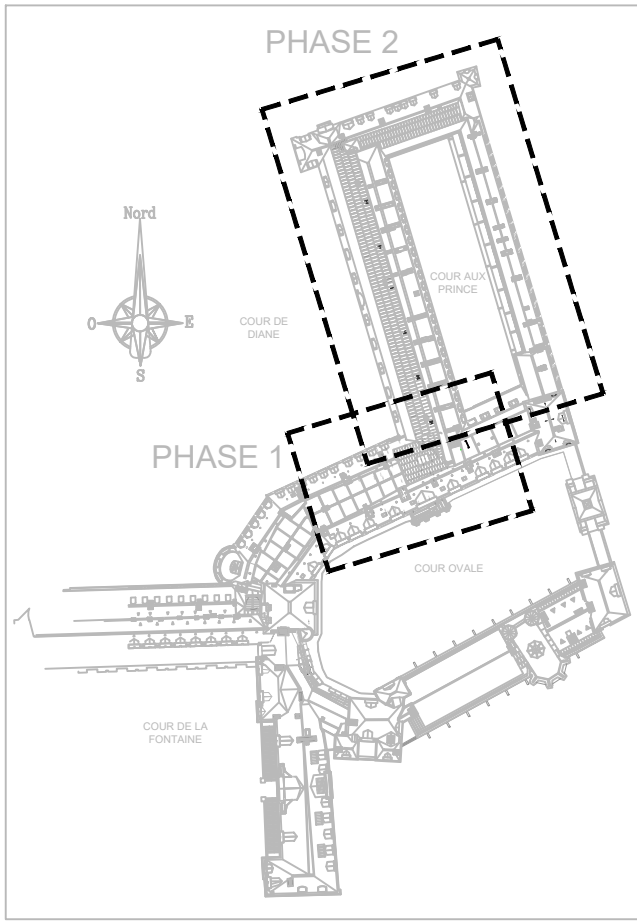 PHASE 2
Nord
O
E
S
COUR DE
DIANE
COUR AUX
PRINCE
PHASE 1
COUR OVALE
COUR DE LA
FONTAINE